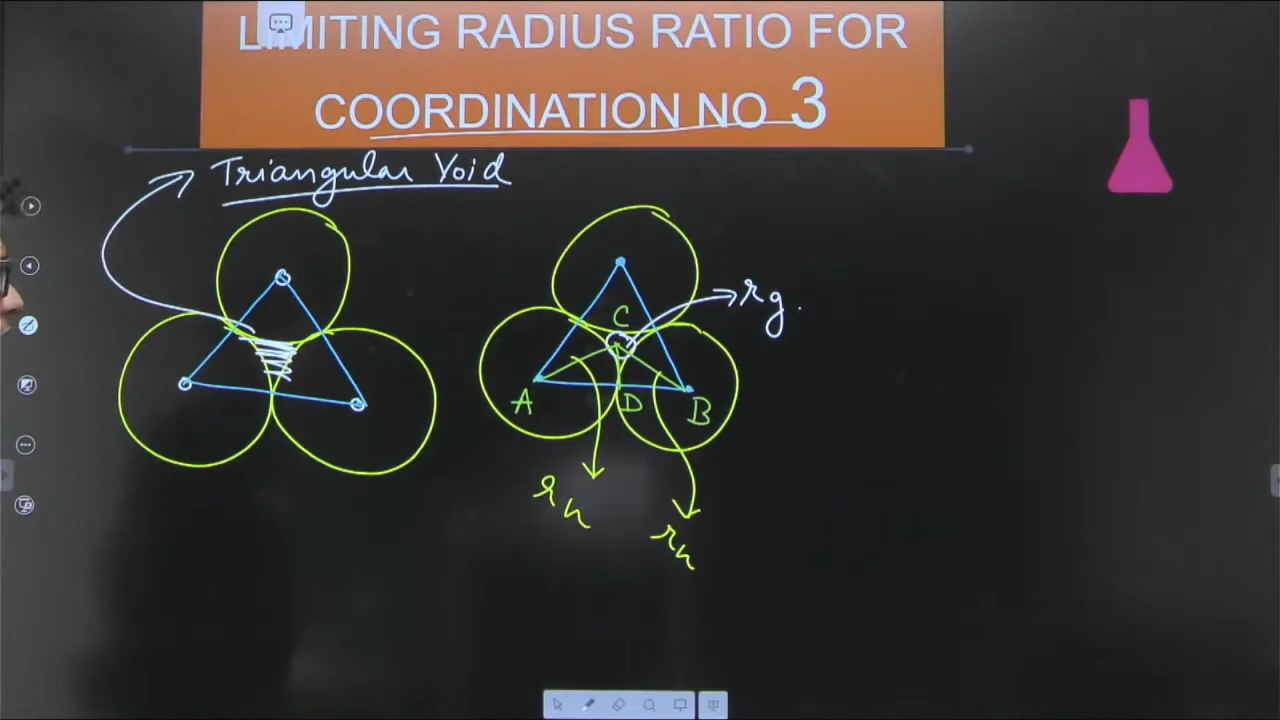 LIMITING RADIUS RATIO FOR
COORDINATION NO 3
Triangular Void
C
rg.
A
D
B
rh
rh